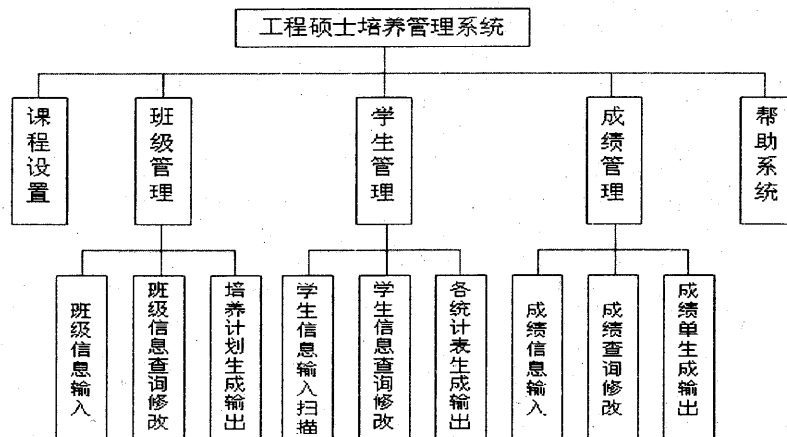 工程硕士培养管理系统
课程设置
班级管理
学生管理
成绩管理
帮助系统
班级信息输入
班级信息查询修改
培养计划生成输出
学生信息输入扫描
学生信息查询修改
各统计表生成输出
成绩信息输入
成绩查询修改
成绩单生成输出